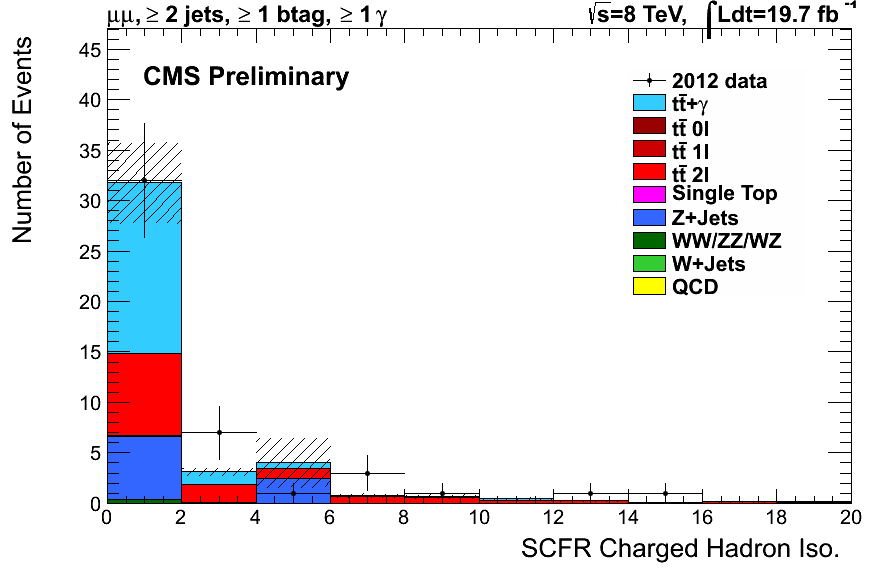 μμ, ≥ 2 jets, ≥ 1 btag, ≥ 1 γ
√s=8 TeV, ∫Ldt=19.7 fb⁻¹
CMS Preliminary
2012 data
tt̄+γ
tt̄ 0l
tt̄ 1l
tt̄ 2l
Single Top
Z+Jets
WW/ZZ/WZ
W+Jets
QCD
Number of Events
45
40
35
30
25
20
15
10
5
0
0 2 4 6 8 10 12 14 16 18 20
SCFR Charged Hadron Iso.